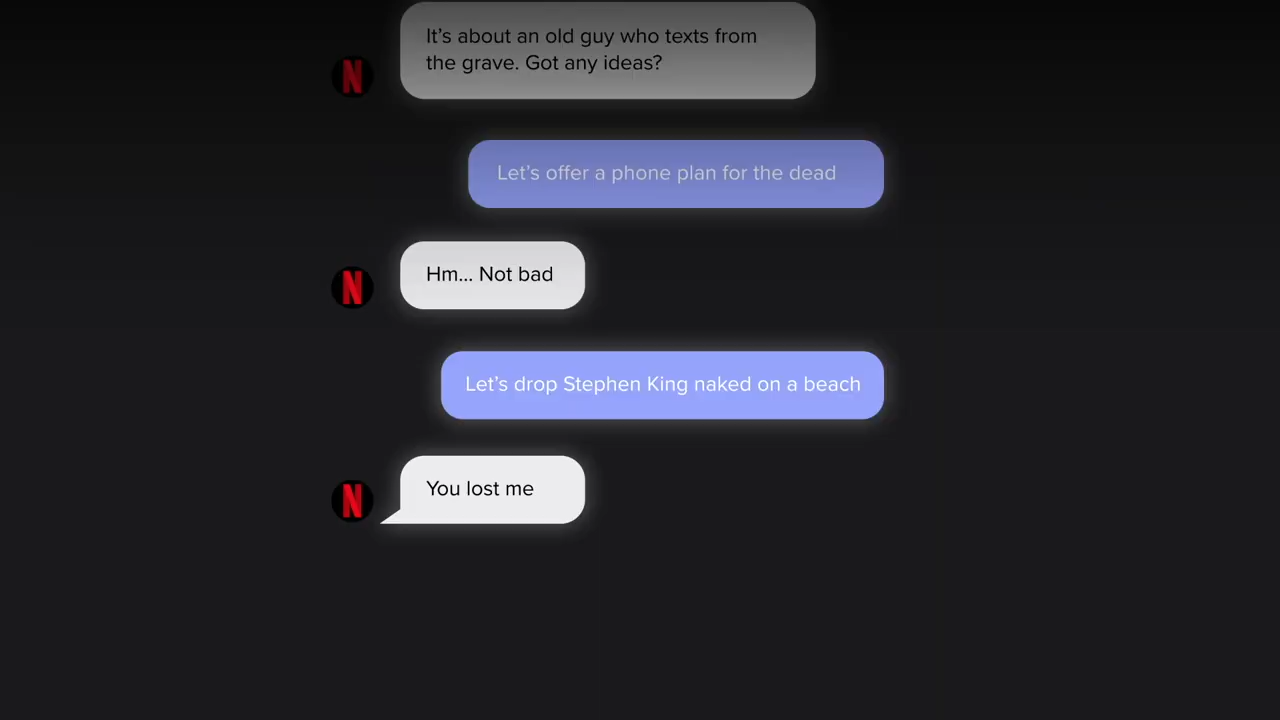 It’s about an old guy who texts from
the grave. Got any ideas?
Let’s offer a phone plan for the dead
Hm... Not bad
Let’s drop Stephen King naked on a beach
You lost me